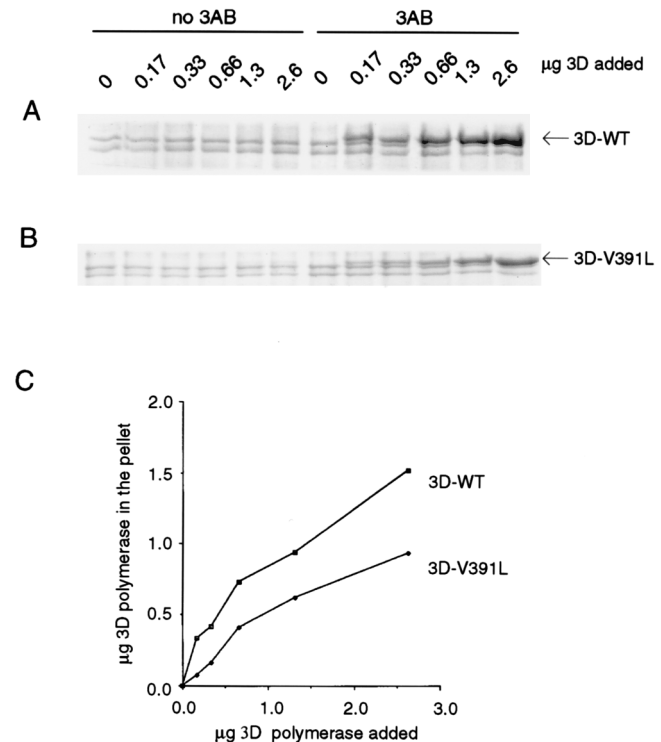 no 3AB 3AB
0 0.17 0.33 0.66 1.3 2.6 0 0.17 0.33 0.66 1.3 2.6 µg 3D added
A
3D-WT
B
3D-V391L
C
2.0
1.5
1.0
0.5
0.0
µg 3D polymerase in the pellet
3D-WT
3D-V391L
0.0 1.0 2.0 3.0
µg 3D polymerase added